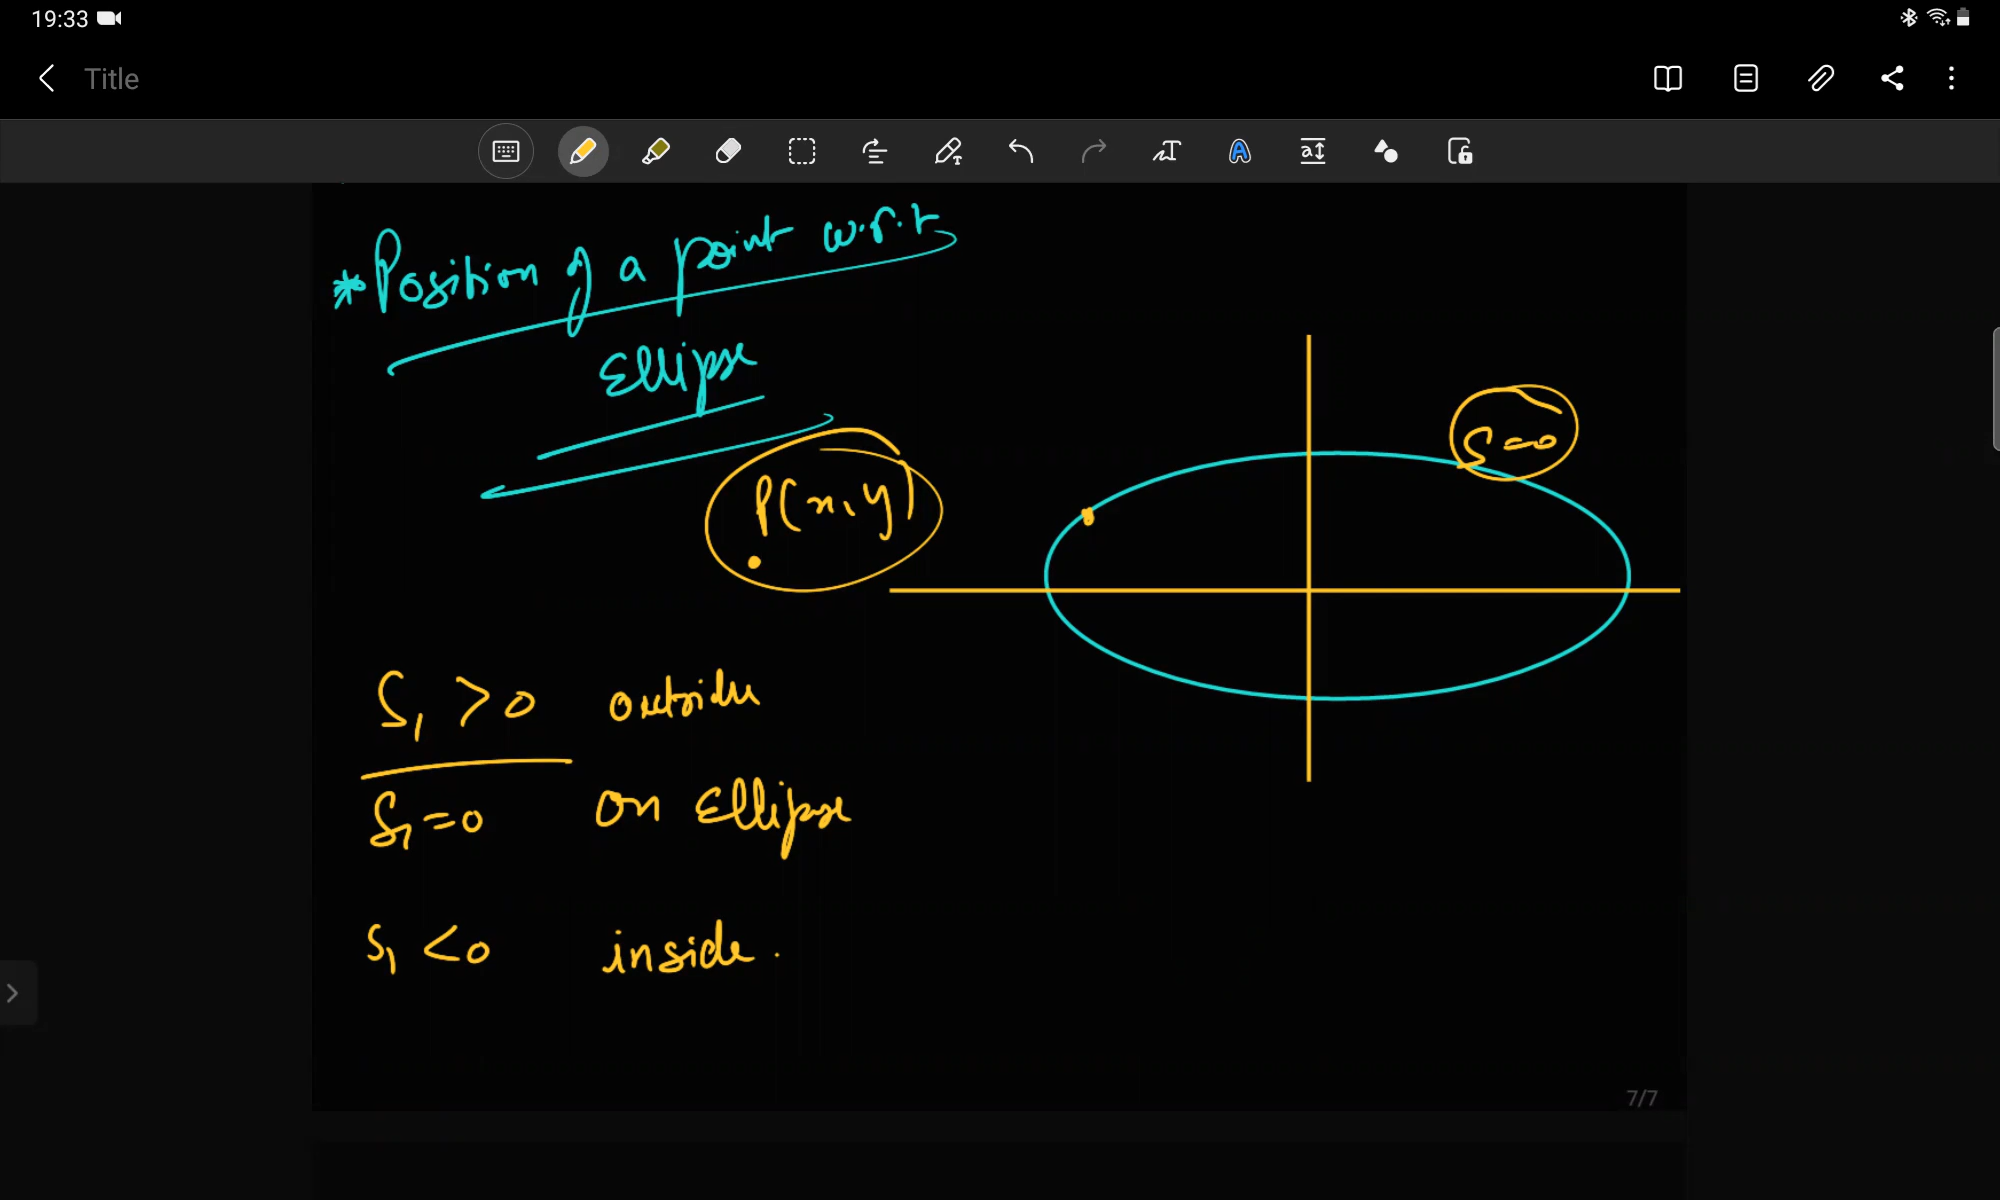 19:33
Title
*Position of a point w.r.t
Ellipse
S=0
P(x,y)
S₁ >0 outside
S₁=0 on Ellipse
S₁ <0 inside.
7/7